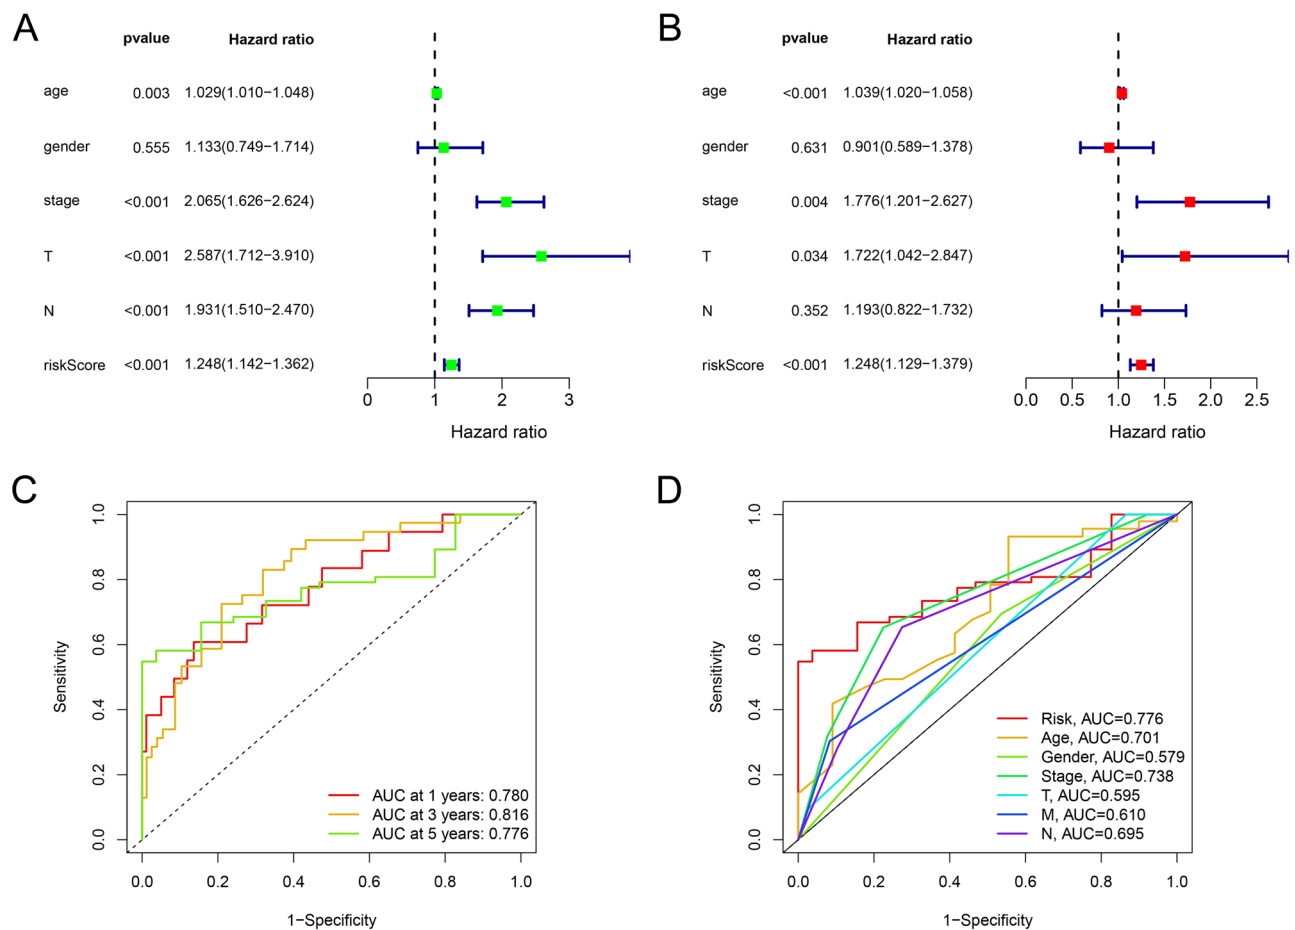 A
pvalue Hazard ratio
age 0.003 1.029(1.010−1.048)
gender 0.555 1.133(0.749−1.714)
stage <0.001 2.065(1.626−2.624)
T <0.001 2.587(1.712−3.910)
N <0.001 1.931(1.510−2.470)
riskScore <0.001 1.248(1.142−1.362)
0 1 2 3
Hazard ratio
B
pvalue Hazard ratio
age <0.001 1.039(1.020−1.058)
gender 0.631 0.901(0.589−1.378)
stage 0.004 1.776(1.201−2.627)
T 0.034 1.722(1.042−2.847)
N 0.352 1.193(0.822−1.732)
riskScore <0.001 1.248(1.129−1.379)
0.0 0.5 1.0 1.5 2.0 2.5
Hazard ratio
C
Sensitivity
1.0
0.8
0.6
0.4
0.2
0.0
AUC at 1 years: 0.780
AUC at 3 years: 0.816
AUC at 5 years: 0.776
0.0 0.2 0.4 0.6 0.8 1.0
1−Specificity
D
Sensitivity
1.0
0.8
0.6
0.4
0.2
0.0
Risk, AUC=0.776
Age, AUC=0.701
Gender, AUC=0.579
Stage, AUC=0.738
T, AUC=0.595
M, AUC=0.610
N, AUC=0.695
0.0 0.2 0.4 0.6 0.8 1.0
1−Specificity